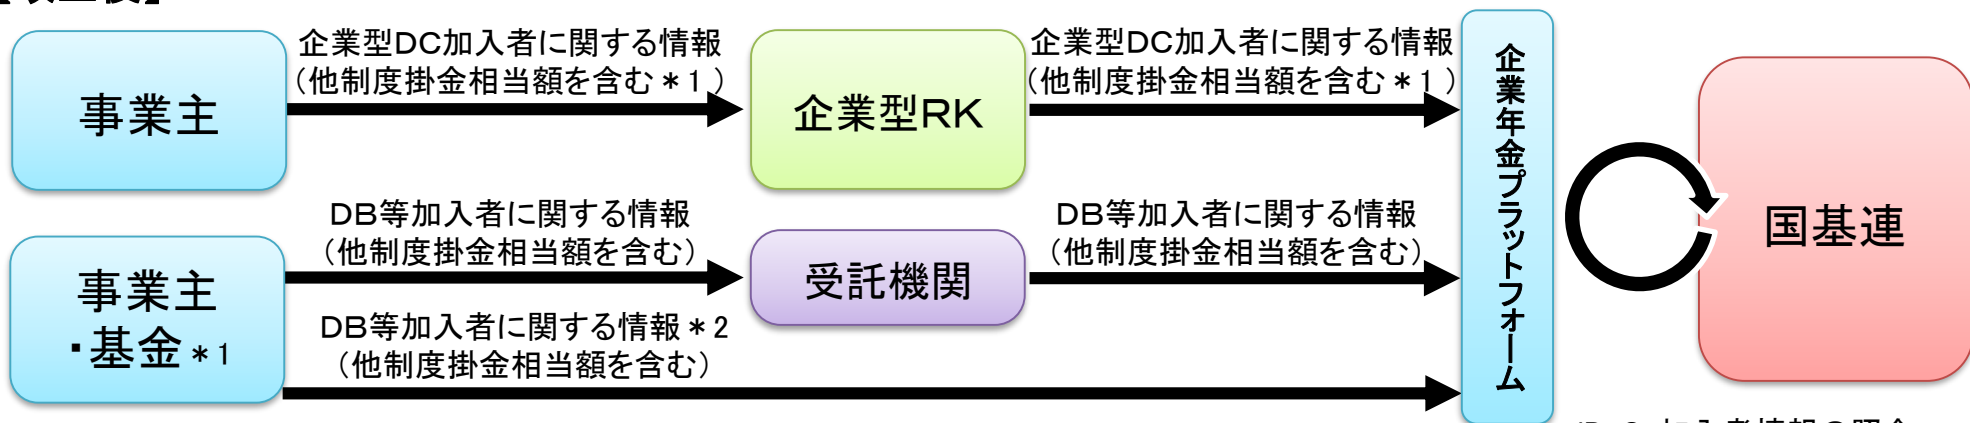 事業主
企業型DC加入者に関する情報
(他制度掛金相当額を含む*1)
企業型RK
企業型DC加入者に関する情報
(他制度掛金相当額を含む*1)
事業主
・基金*1
DB等加入者に関する情報
(他制度掛金相当額を含む)
受託機関
DB等加入者に関する情報
(他制度掛金相当額を含む)
DB等加入者に関する情報*2
(他制度掛金相当額を含む)
企業年金プラットフォーム
国基連